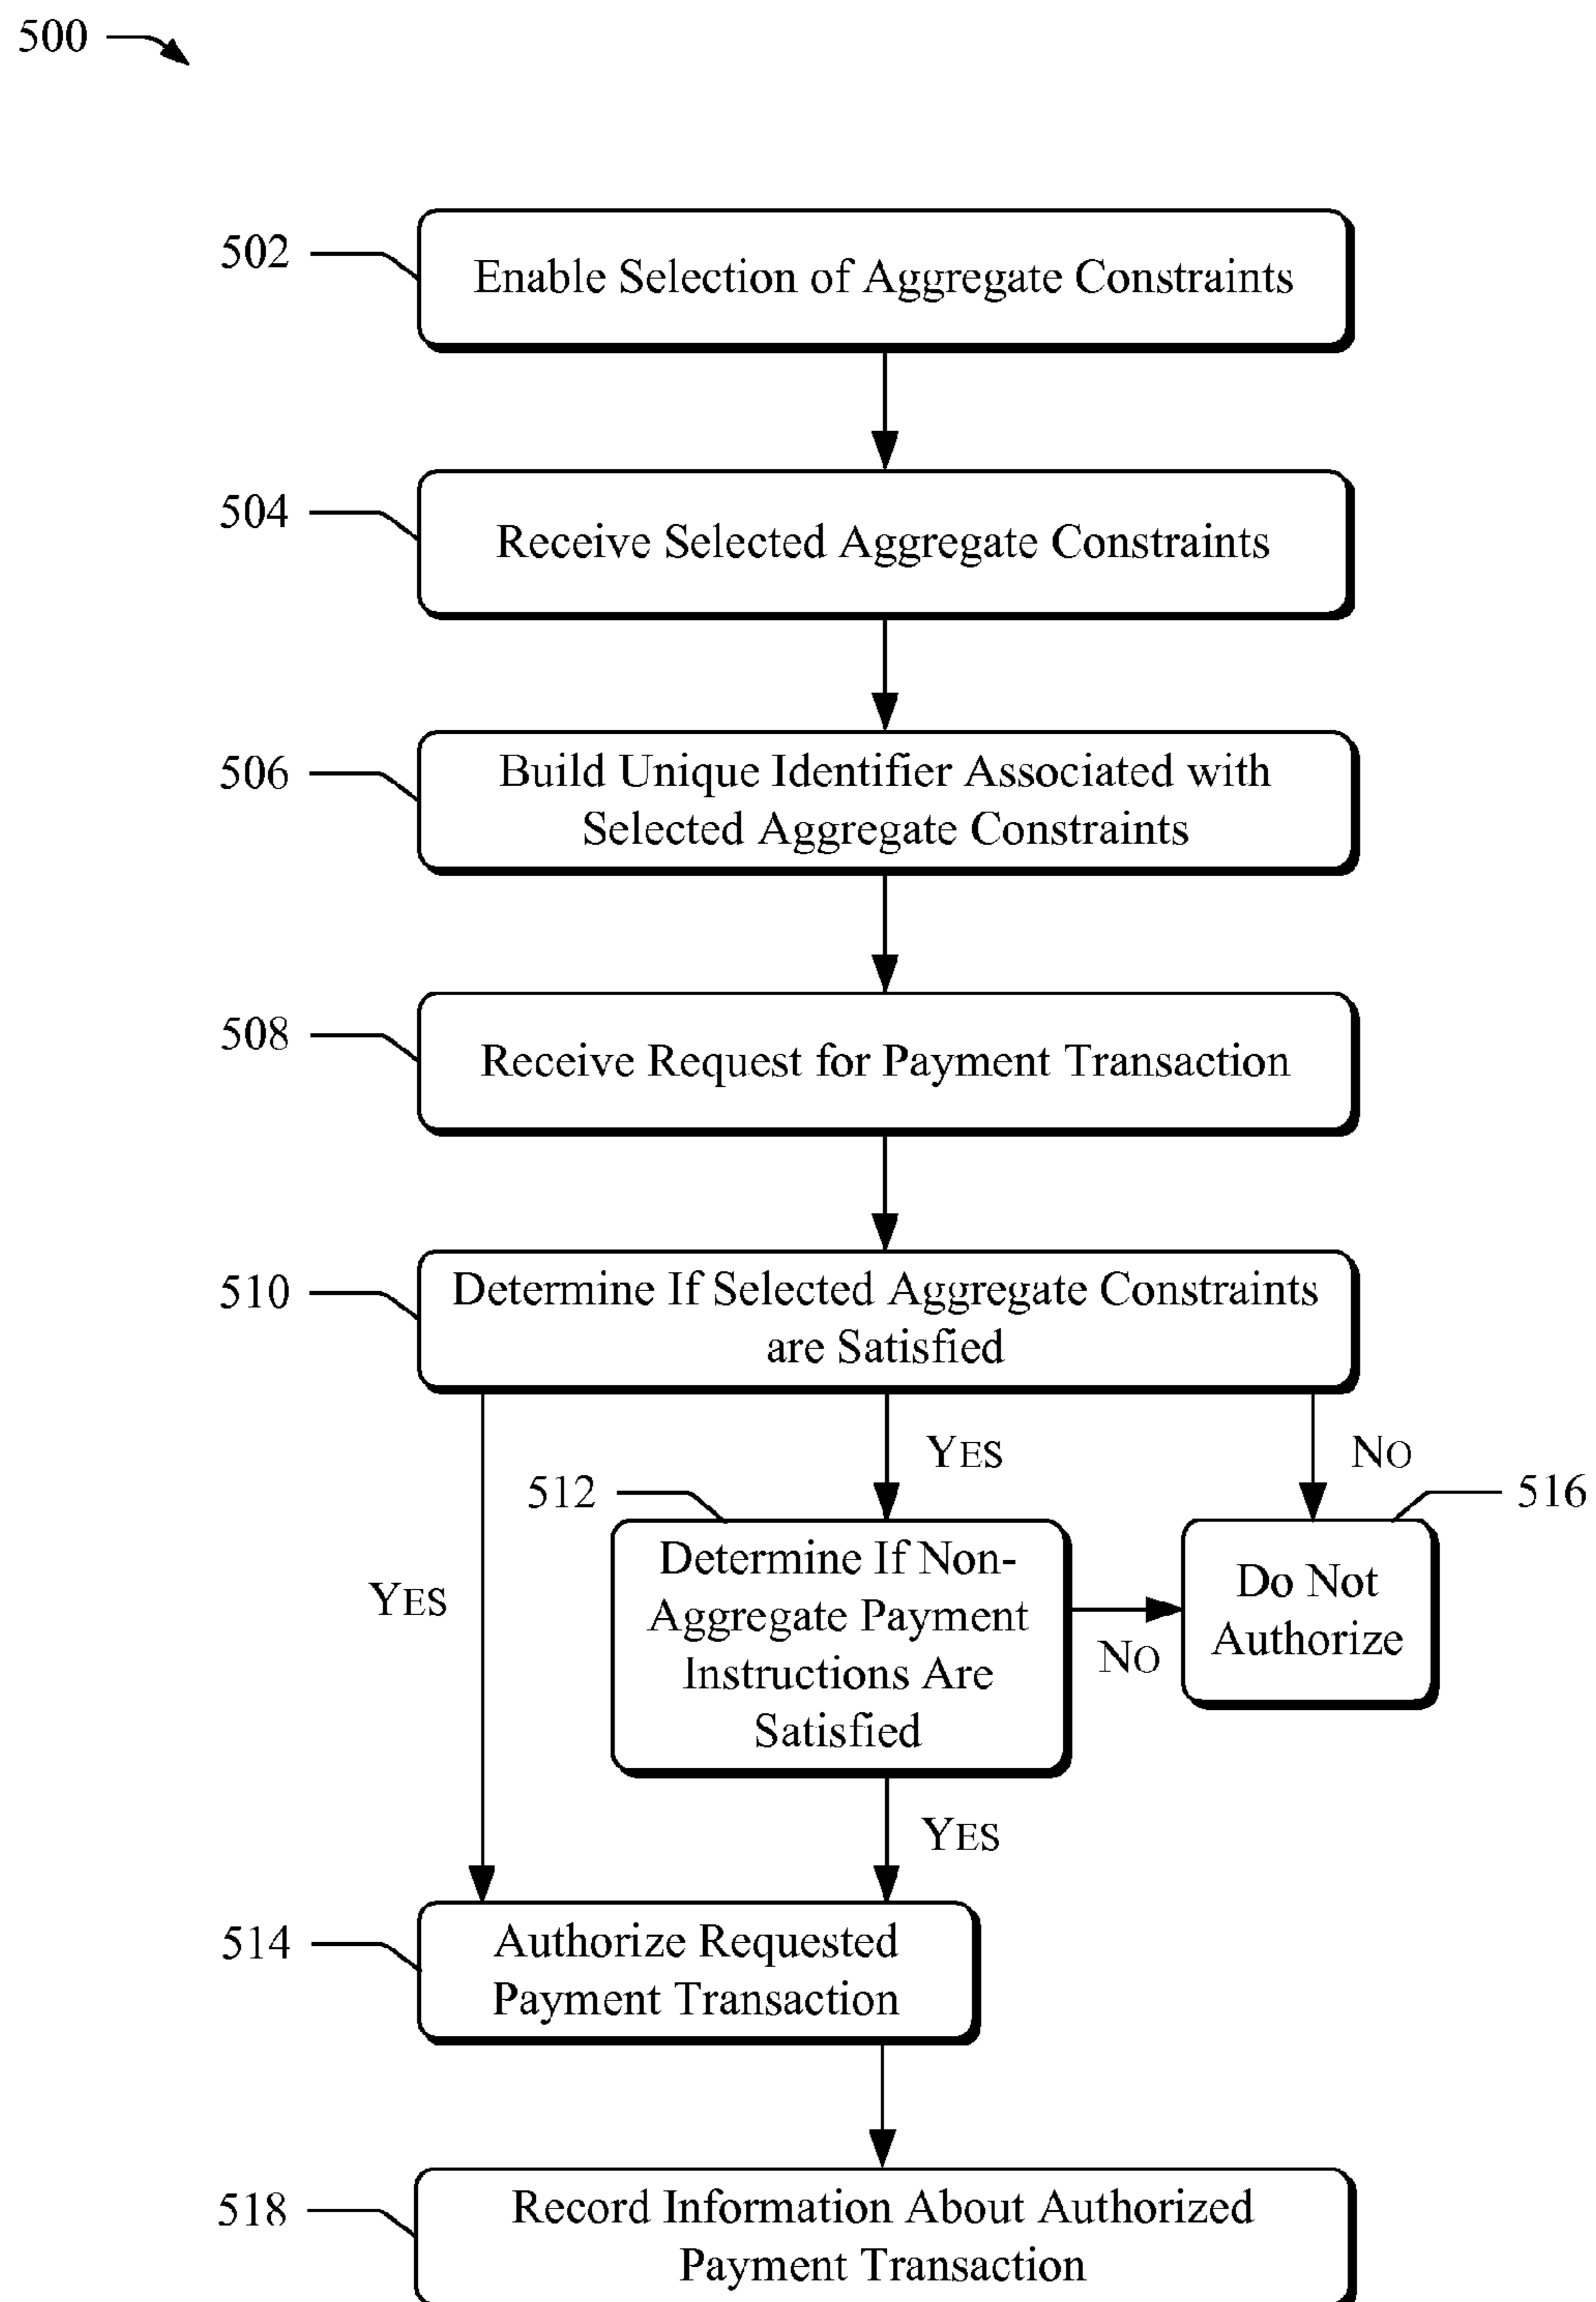 500
502
Enable Selection of Aggregate Constraints
504
Receive Selected Aggregate Constraints
506
Build Unique Identifier Associated with
Selected Aggregate Constraints
508
Receive Request for Payment Transaction
510
Determine If Selected Aggregate Constraints
are Satisfied
YES
NO
512
516
Determine If Non-
Aggregate Payment
Instructions Are
Satisfied
Do Not
Authorize
YES
NO
YES
514
Authorize Requested
Payment Transaction
518
Record Information About Authorized
Payment Transaction